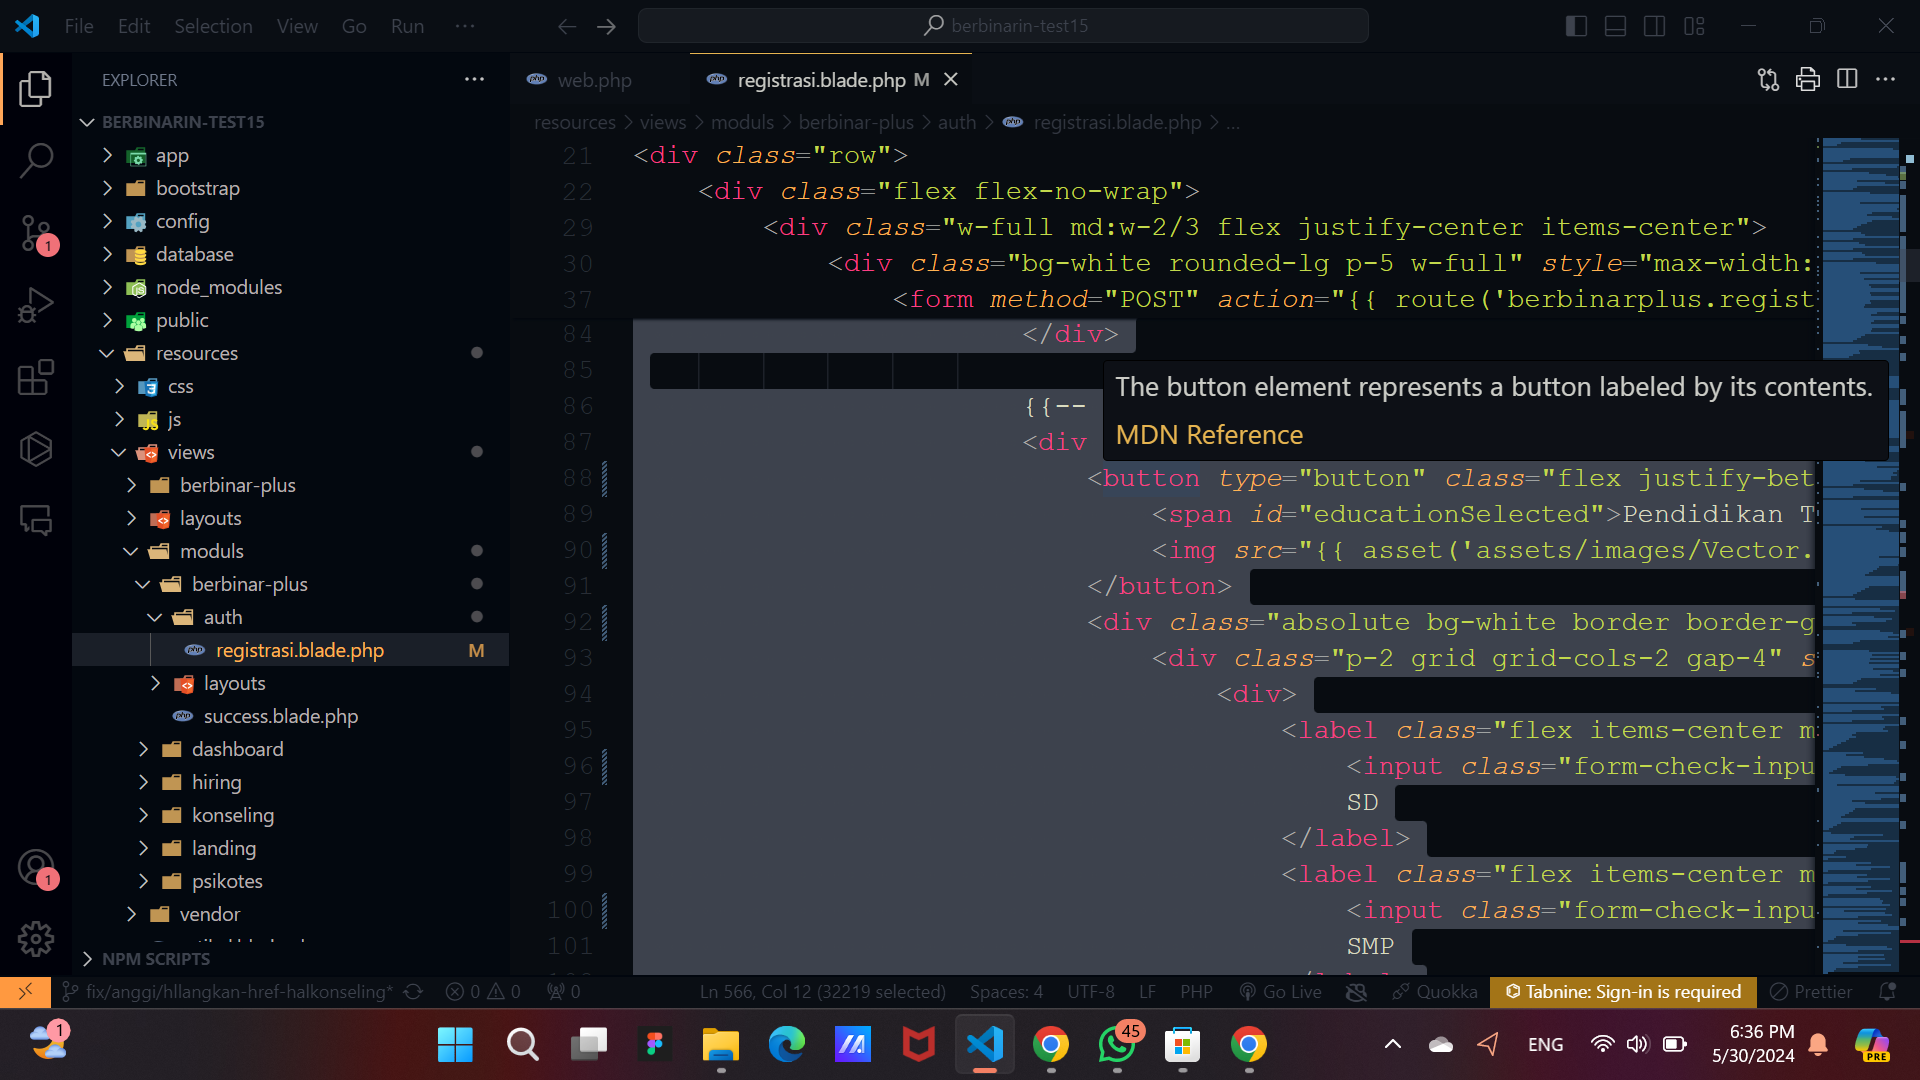 File Edit Selection View Go Run ···
berbinarin-test15
EXPLORER
web.php
registrasi.blade.php M
resources > views > moduls > berbinar-plus > auth > registrasi.blade.php > ...
BERBINARIN-TEST15
app
bootstrap
config
database
node_modules
public
resources
css
js
views
berbinar-plus
layouts
moduls
berbinar-plus
auth
registrasi.blade.php M
layouts
success.blade.php
dashboard
hiring
konseling
landing
psikotes
vendor
NPM SCRIPTS
21 <div class="row">
22 <div class="flex flex-no-wrap">
29 <div class="w-full md:w-2/3 flex justify-center items-center">
30 <div class="bg-white rounded-lg p-5 w-full" style="max-width:
37 <form method="POST" action="{{ route('berbinarplus.regist
84 </div>
85
86 {{--
87 <div
The button element represents a button labeled by its contents.
MDN Reference
88 <button type="button" class="flex justify-bet
89 <span id="educationSelected">Pendidikan T
90 <img src="{{ asset('assets/images/Vector.
91 </button>
92 <div class="absolute bg-white border border-g
93 <div class="p-2 grid grid-cols-2 gap-4" s
94 <div>
95 <label class="flex items-center m
96 <input class="form-check-inpu
97 SD
98 </label>
99 <label class="flex items-center m
100 <input class="form-check-inpu
101 SMP
1
1
fix/anggi/hllangkan-href-halkonseling* 0 0 0
Ln 566, Col 12 (32219 selected) Spaces: 4 UTF-8 LF PHP Go Live Quokka Tabnine: Sign-in is required Prettier
1
45
ENG
6:36 PM
5/30/2024
PRE